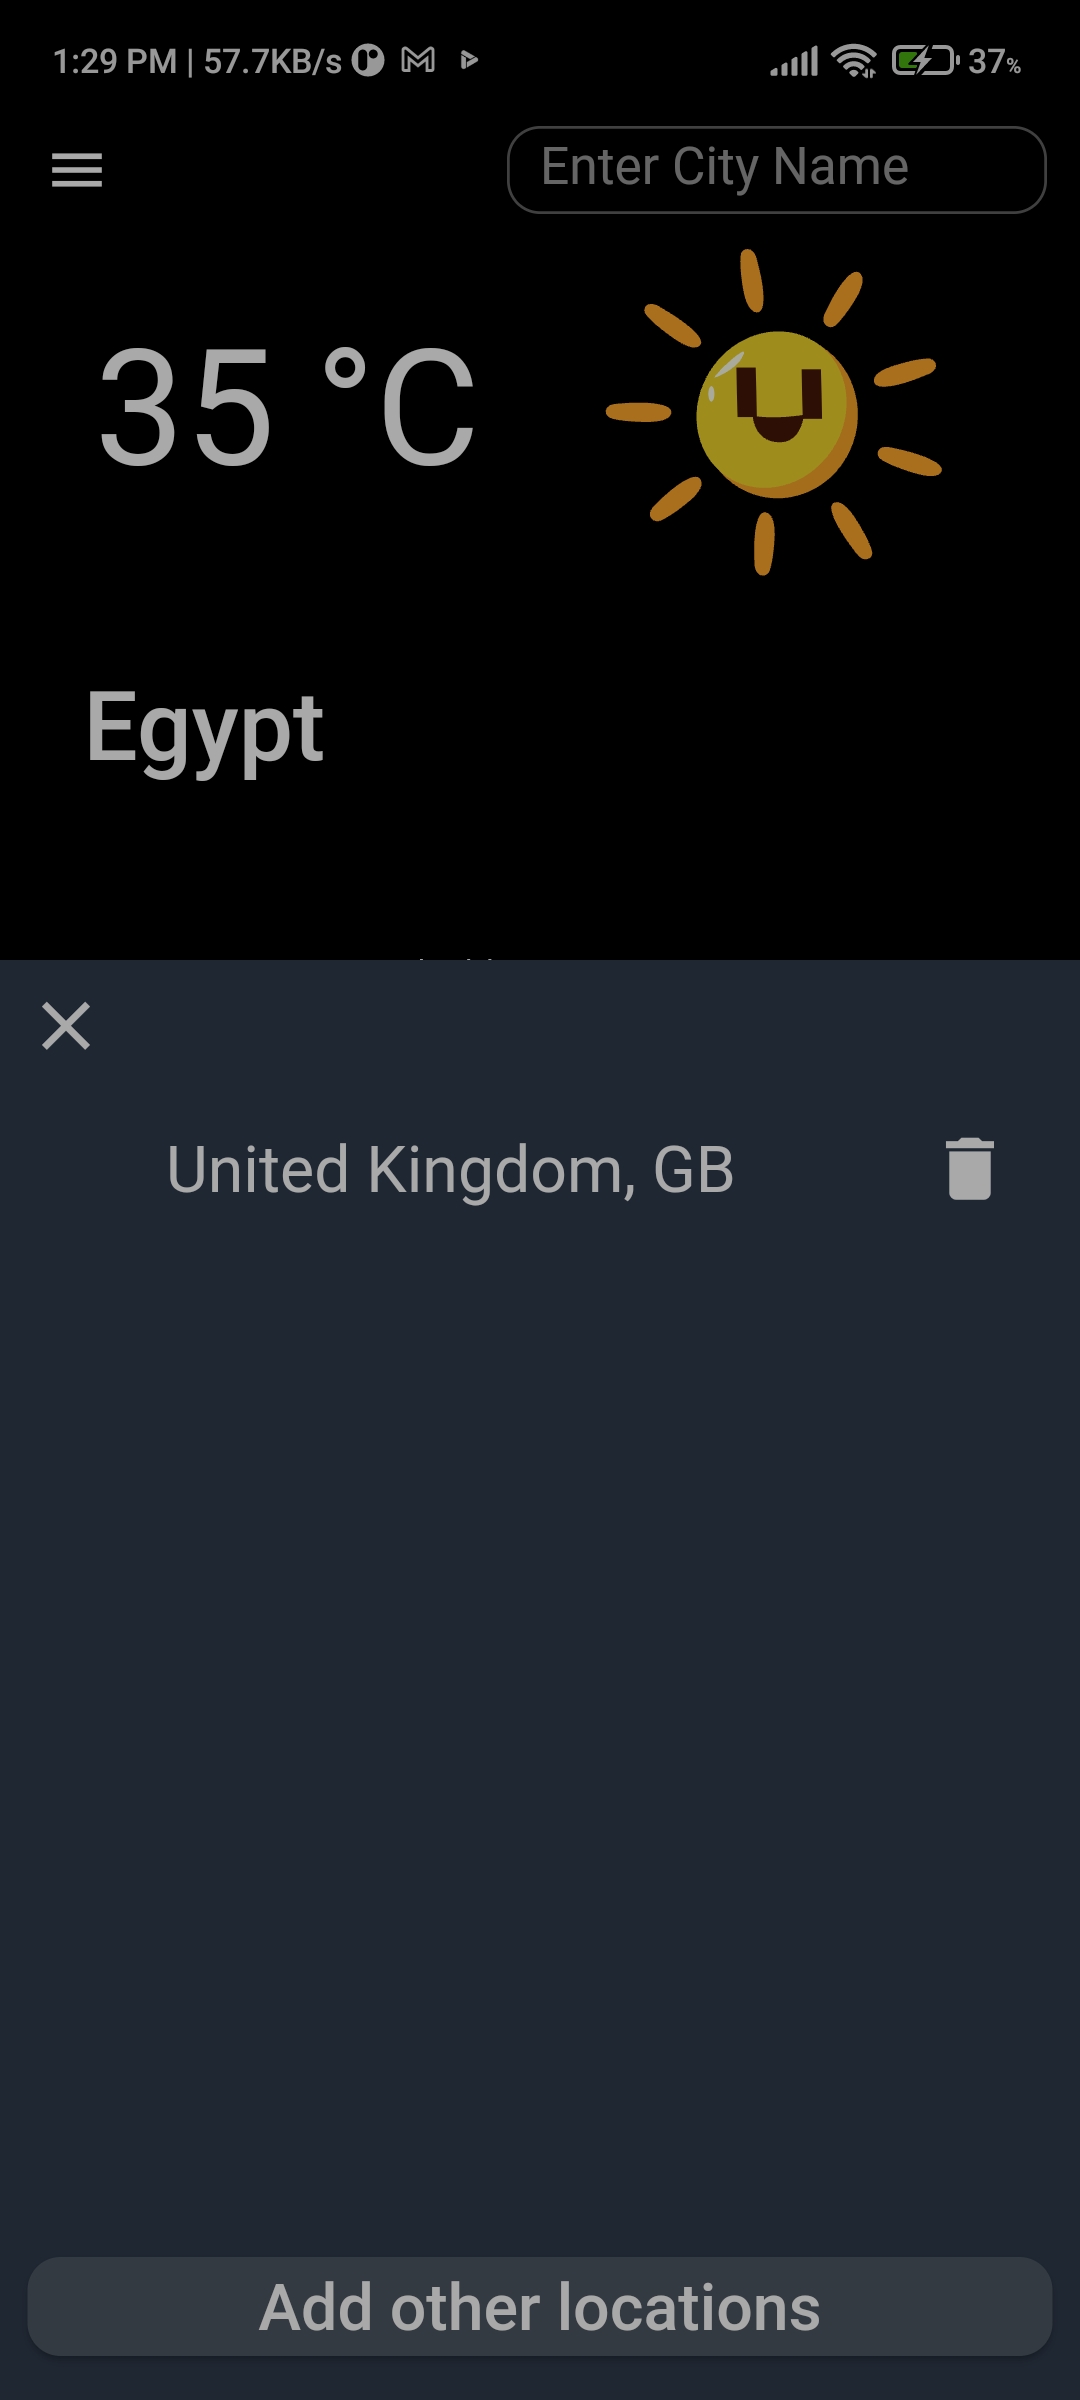 1:29 PM | 57.7KB/s
37%
Enter City Name
35 °C
Egypt
United Kingdom, GB
Add other locations